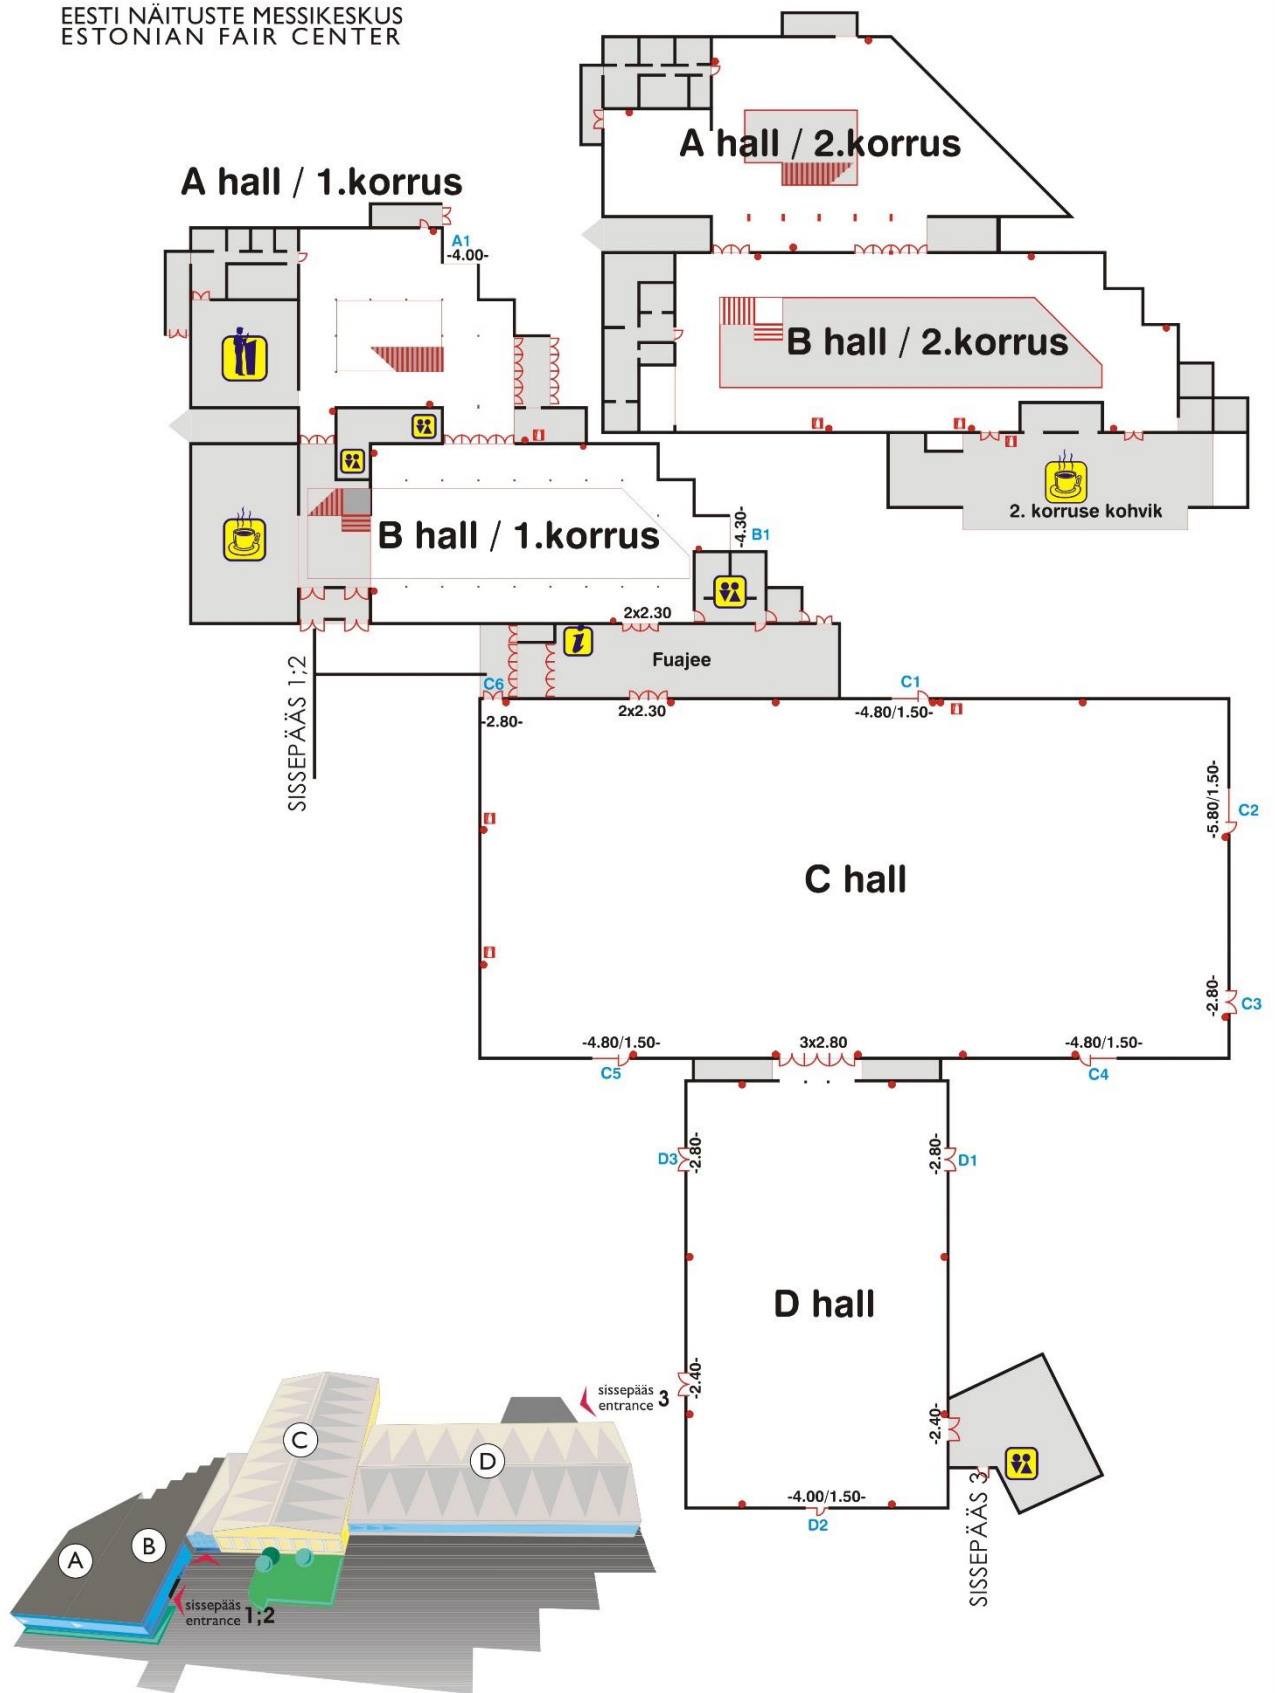 EESTI NÄITUSTE MESSIKESKUS
ESTONIAN FAIR CENTER
A hall / 2.korrus
A hall / 1.korrus
A1
-4.00-
B hall / 2.korrus
2. korruse kohvik
B hall / 1.korrus
-4.30-
B1
2x2.30
i
Fuajee
SISSEPÄÄS 1;2
C6
-2.80-
2x2.30
C1
-4.80/1.50-
-5.80/1.50-
C2
C hall
-2.80-
C3
-4.80/1.50-
C5
3x2.80
-4.80/1.50-
C4
D3
-2.80-
-2.80-
D1
D hall
-2.40-
-2.40-
-4.00/1.50-
D2
SISSEPÄÄS 3
sissepääs
entrance 3
C
D
B
A
sissepääs
entrance 1;2